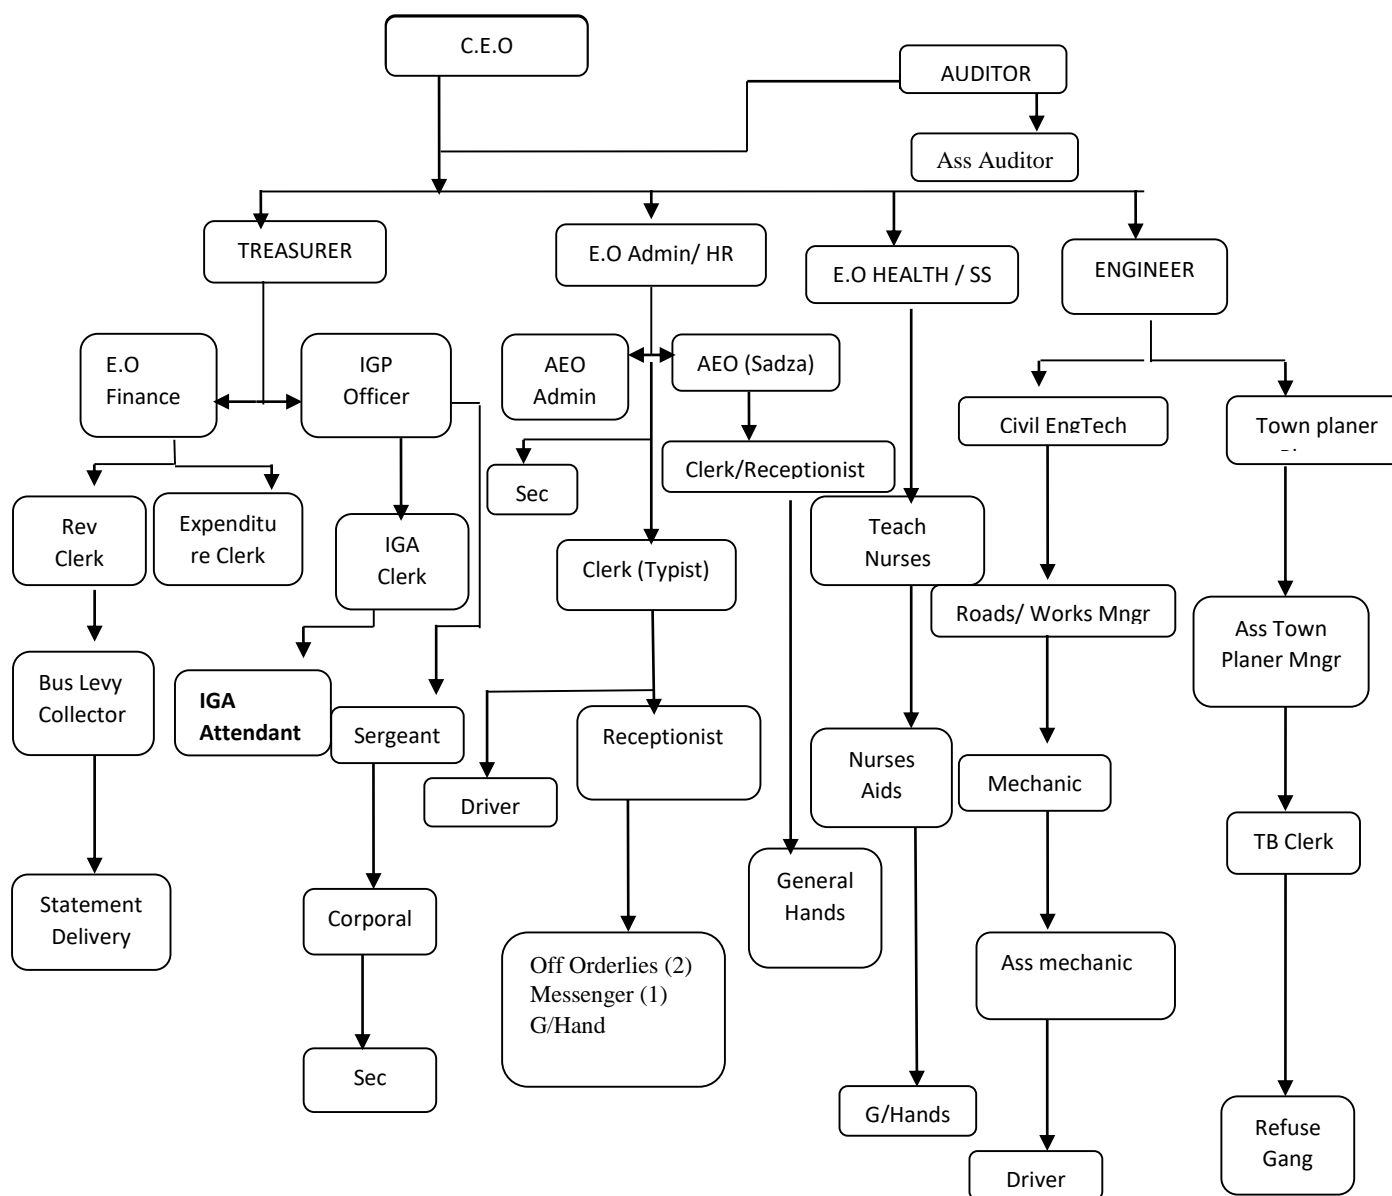 C.E.O
AUDITOR
Ass Auditor
TREASURER
E.O Admin/ HR
E.O HEALTH / SS
ENGINEER
E.O
Finance
IGP
Officer
AEO
Admin
AEO (Sadza)
Civil EngTech
Town planer
Sec
Clerk/Receptionist
Rev
Clerk
Expenditu
re Clerk
IGA
Clerk
Clerk (Typist)
Teach
Nurses
Roads/ Works Mngr
Ass Town
Planer Mngr
Bus Levy
Collector
IGA
Attendant
Sergeant
Receptionist
Driver
Nurses
Aids
Mechanic
TB Clerk
Statement
Delivery
Corporal
General
Hands
Off Orderlies (2)
Messenger (1)
G/Hand
Ass mechanic
Sec
G/Hands
Driver
Refuse
Gang